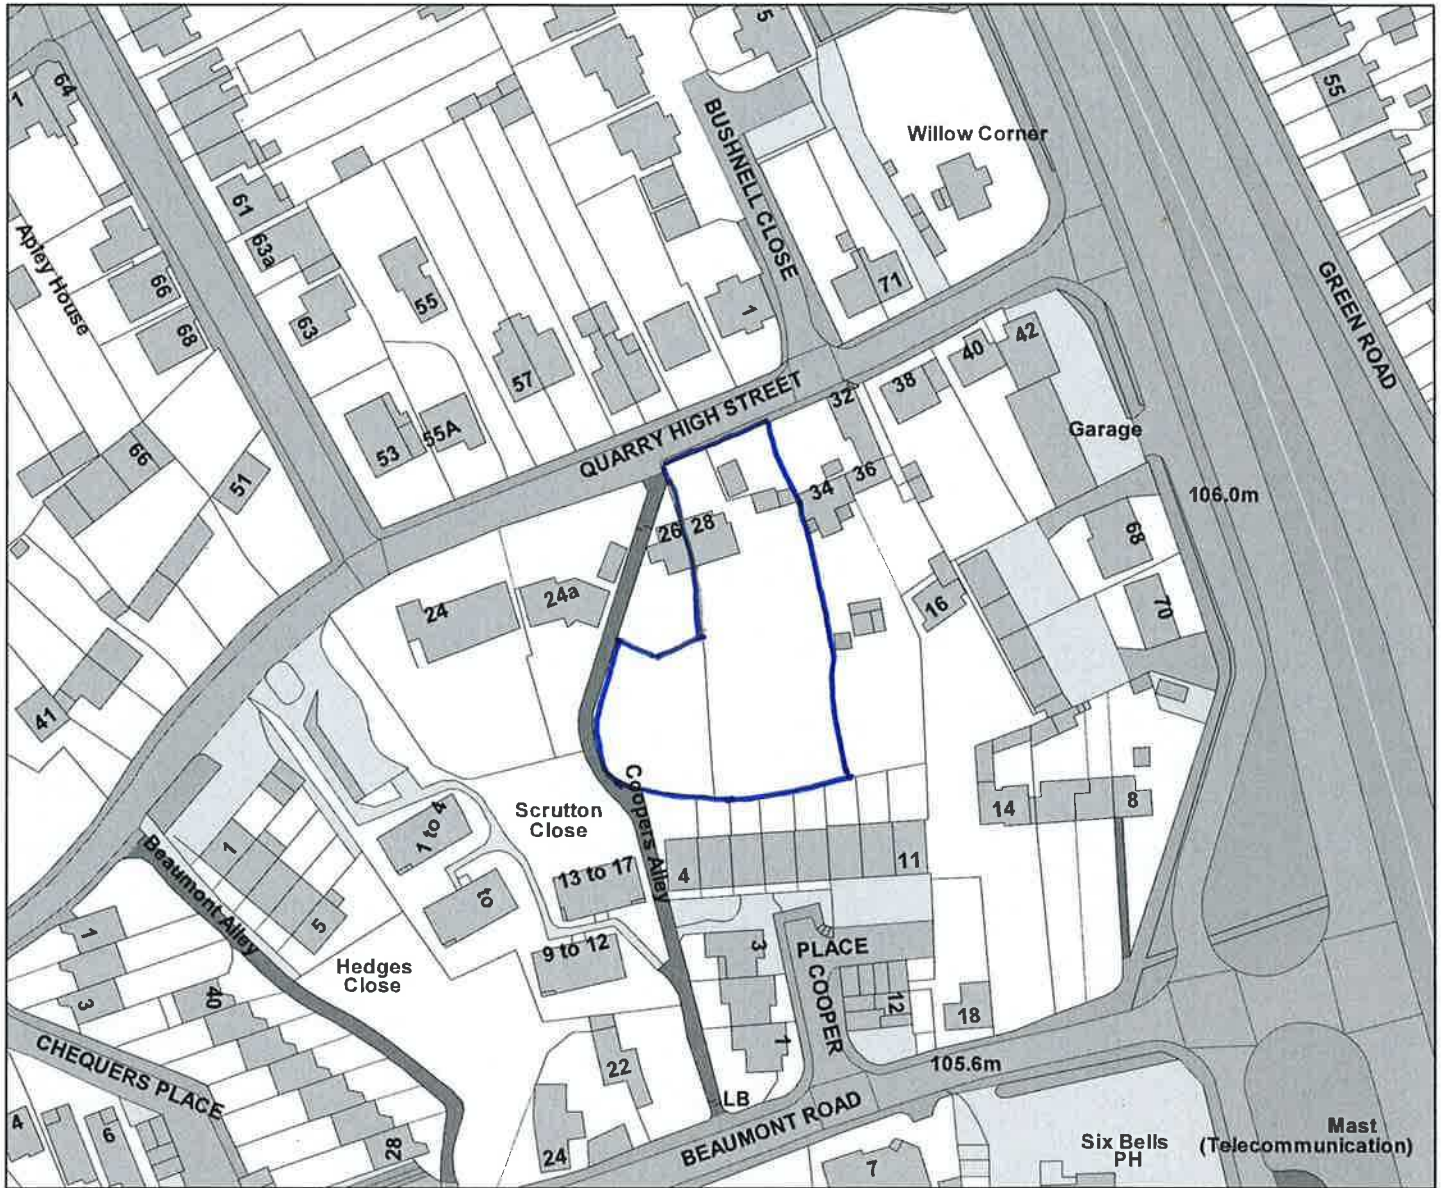 1
64
5
55
BUSHNELL CLOSE
Willow Corner
61
63a
Apley House
66
68
63
55
1
71
GREEN ROAD
57
42
40
38
32
QUARRY HIGH STREET
53
55A
Garage
66
51
34
36
106.0m
26
28
68
24
24a
16
70
41
Coopers Alley
Scrutton
Close
1 to 4
14
8
11
13 to 17
4
1
Beaumont Alley
5
to
9 to 12
3
PLACE
COOPER
Hedges
Close
1
3
40
12
18
CHEQUERS PLACE
22
1
105.6m
LB
BEAUMONT ROAD
4
6
28
24
7
Six Bells
PH
Mast
(Telecommunication)